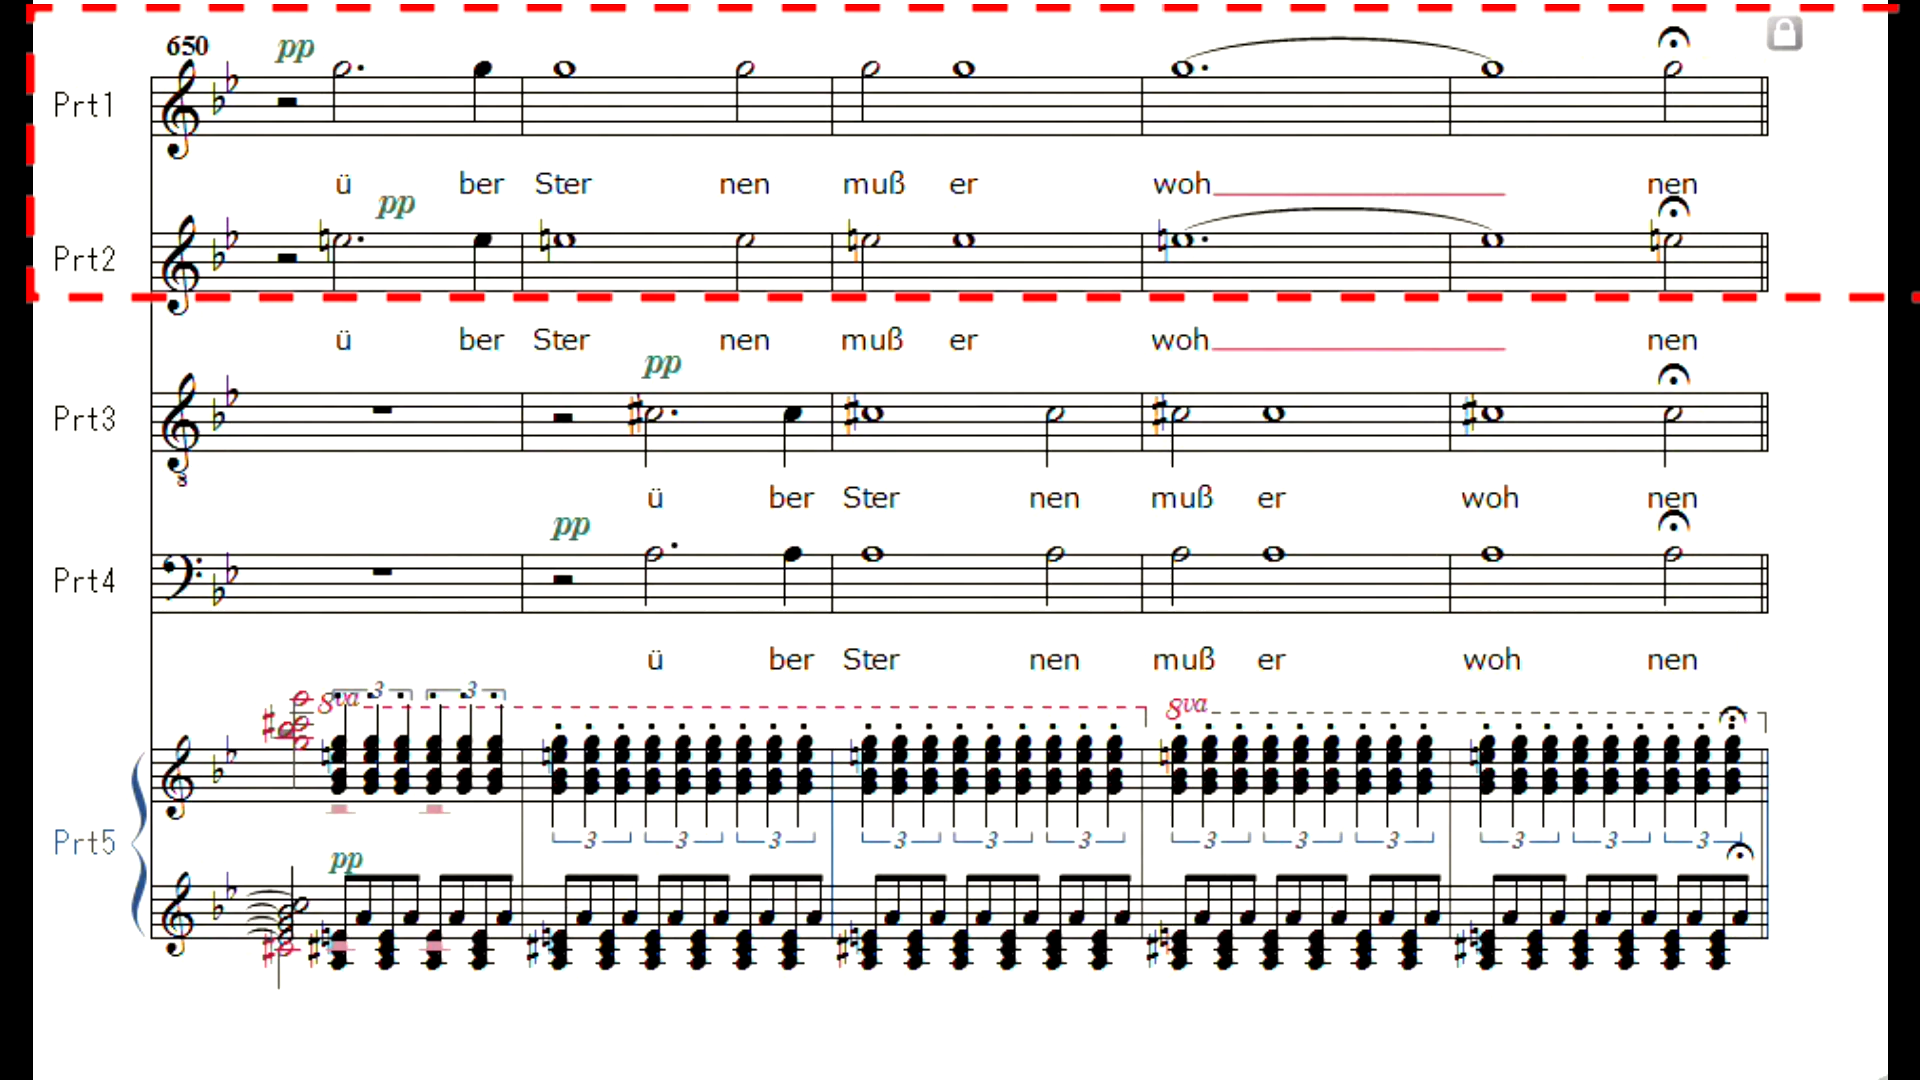 650 pp
Prt1
ü ber Ster nen muß er woh nen
pp
Prt2
ü ber Ster nen muß er woh nen
pp
Prt3
8
ü ber Ster nen muß er woh nen
pp
Prt4
ü ber Ster nen muß er woh nen
8va 3 3 8va
Prt5
3 3 3 3 3 3 3 3 3 3 3 3
pp